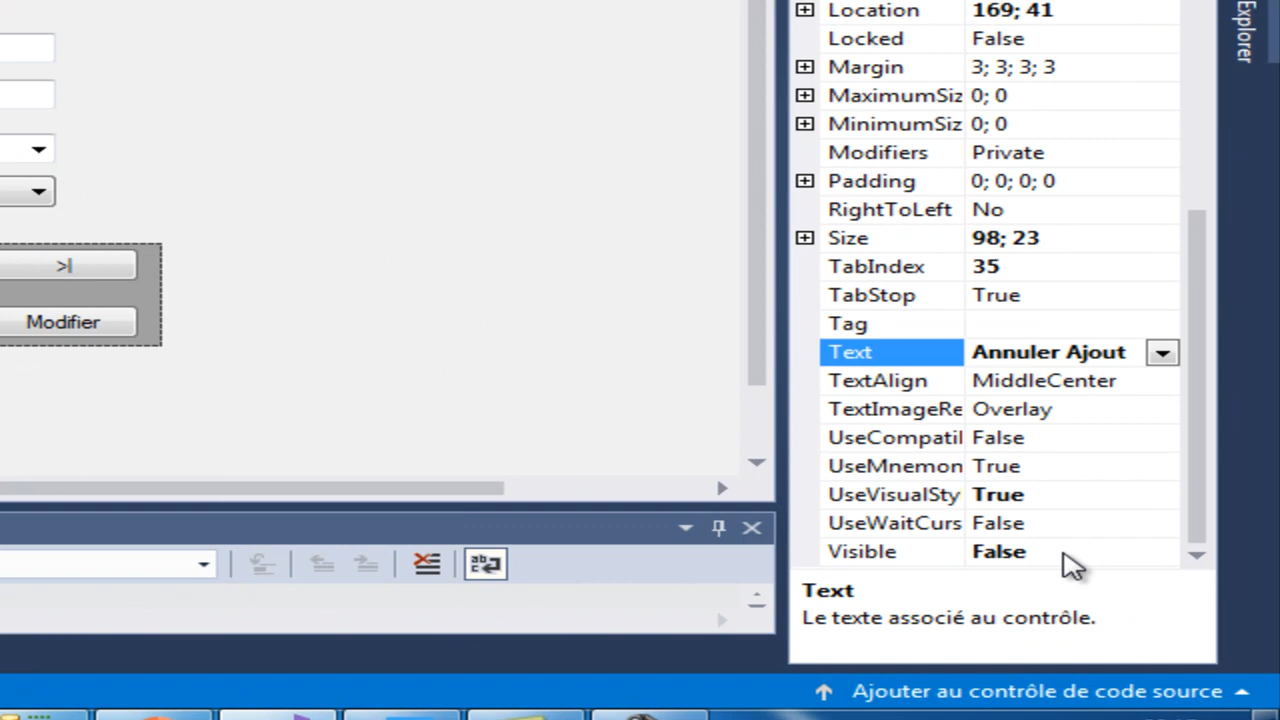 Explorer
Location 169; 41
Locked False
Margin 3; 3; 3; 3
MaximumSiz 0; 0
MinimumSiz 0; 0
Modifiers Private
Padding 0; 0; 0; 0
RightToLeft No
Size 98; 23
TabIndex 35
TabStop True
Tag
Text Annuler Ajout
TextAlign MiddleCenter
TextImageRe Overlay
UseCompatil False
UseMnemon True
UseVisualSty True
UseWaitCurs False
Visible False
Text
Le texte associé au contrôle.
>|
Modifier
Ajouter au contrôle de code source